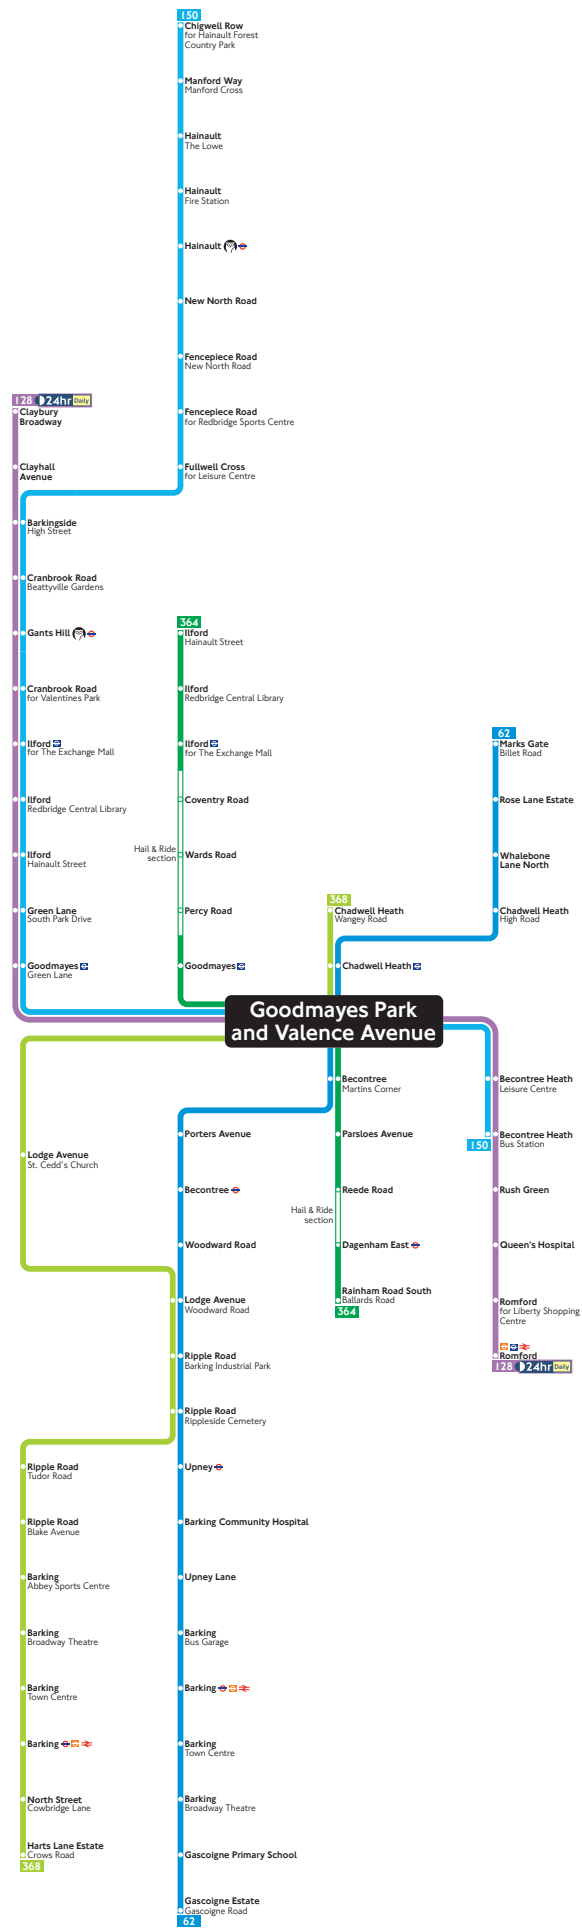 150
Chigwell Row
for Hainault Forest
Country Park
Manford Way
Manford Cross
Hainault
The Lowe
Hainault
Fire Station
Hainault
New North Road
Fencepiece Road
New North Road
Fencepiece Road
for Redbridge Sports Centre
Fullwell Cross
for Leisure Centre
128 24hr Daily
Claybury
Broadway
Clayhall
Avenue
Barkingside
High Street
Cranbrook Road
Beattyville Gardens
Gants Hill
Cranbrook Road
for Valentines Park
Ilford
for The Exchange Mall
Ilford
Redbridge Central Library
Ilford
Hainault Street
Green Lane
South Park Drive
Goodmayes
Green Lane
364
Ilford
Hainault Street
Ilford
Redbridge Central Library
Ilford
for The Exchange Mall
Coventry Road
Hail & Ride
section
Wards Road
Percy Road
Goodmayes
368
Chadwell Heath
Wangey Road
Chadwell Heath
62
Marks Gate
Billet Road
Rose Lane Estate
Whalebone
Lane North
Chadwell Heath
High Road
Goodmayes Park
and Valence Avenue
Lodge Avenue
St. Cedd's Church
Porters Avenue
Becontree
Woodward Road
Lodge Avenue
Woodward Road
Ripple Road
Barking Industrial Park
Ripple Road
Rippleside Cemetery
Upney
Barking Community Hospital
Upney Lane
Barking
Bus Garage
Barking
Barking
Town Centre
Barking
Broadway Theatre
Gascoigne Primary School
Gascoigne Estate
Gascoigne Road
62
Becontree
Martins Corner
Parsloes Avenue
Reede Road
Hail & Ride
section
Dagenham East
Rainham Road South
Ballards Road
364
Becontree Heath
Leisure Centre
Becontree Heath
Bus Station
150
Rush Green
Queen's Hospital
Romford
for Liberty Shopping
Centre
Romford
128 24hr Daily
Ripple Road
Tudor Road
Ripple Road
Blake Avenue
Barking
Abbey Sports Centre
Barking
Broadway Theatre
Barking
Town Centre
Barking
North Street
Cowbridge Lane
Harts Lane Estate
Crows Road
368